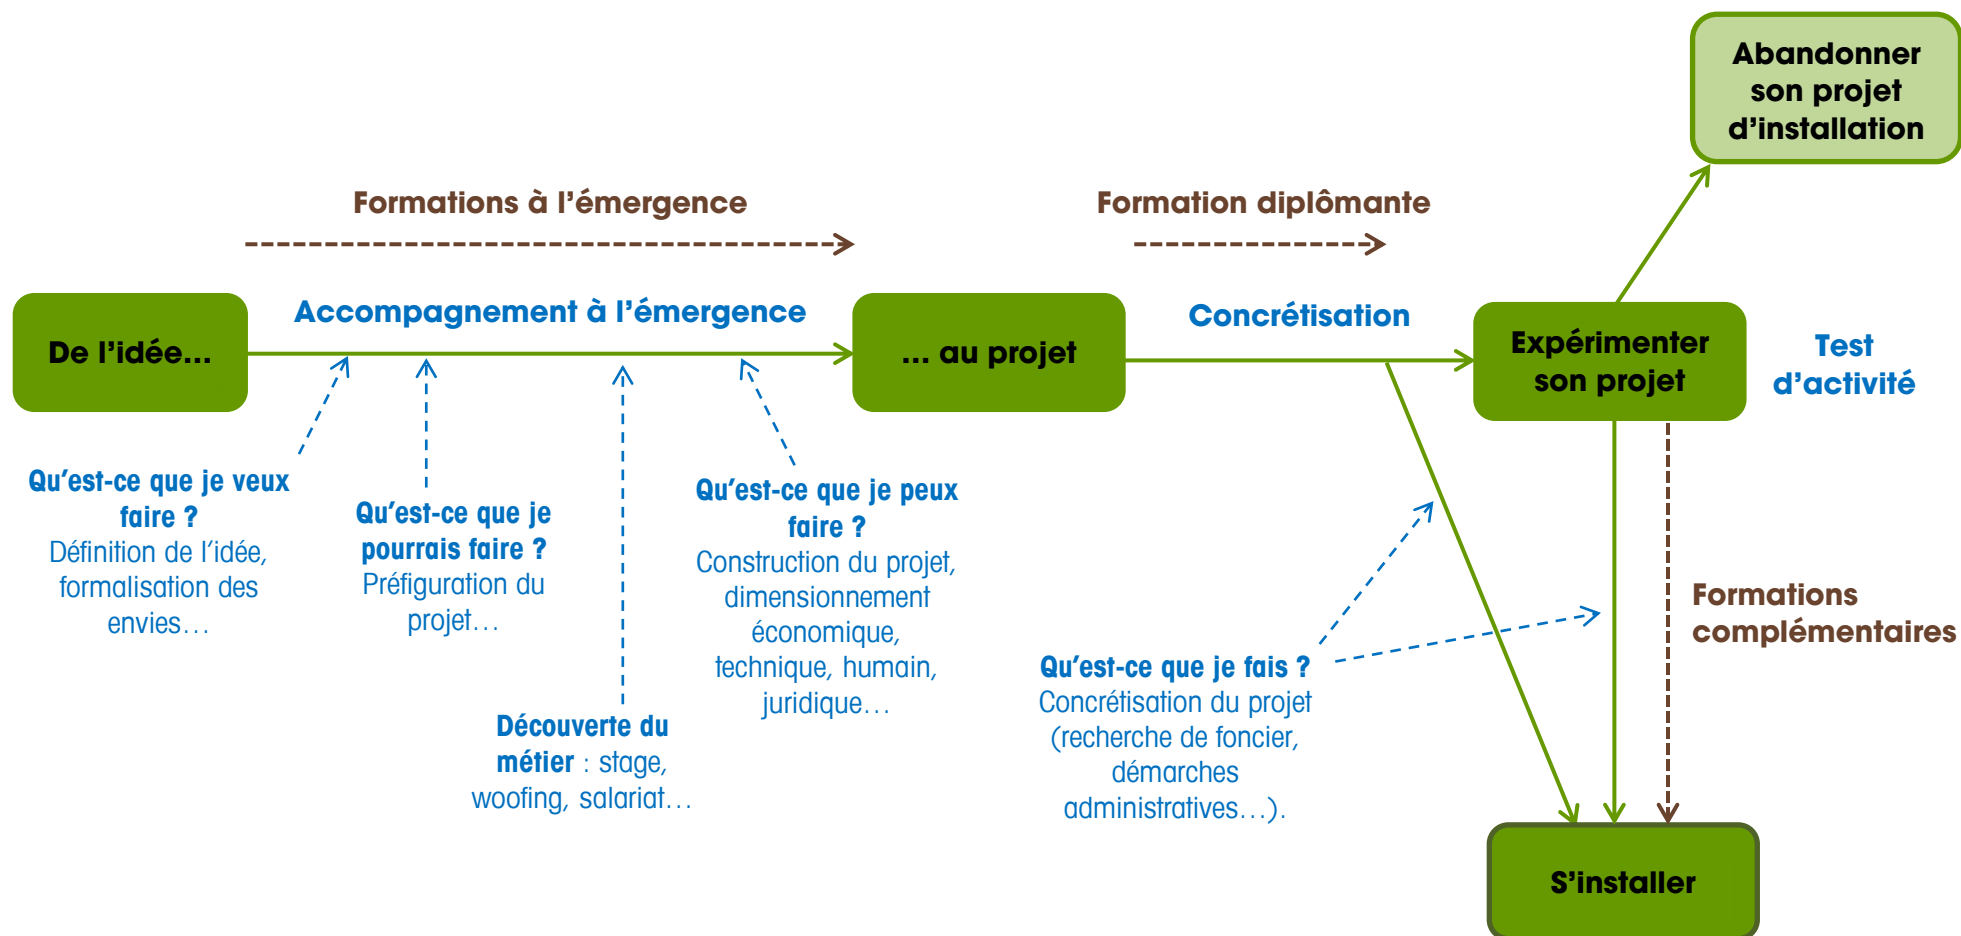 Abandonner
son projet
d’installation
Formations à l’émergence
Formation diplômante
De l’idée...
Accompagnement à l’émergence
... au projet
Concrétisation
Expérimenter
son projet
Test
d’activité
Qu’est-ce que je veux
faire ?
Définition de l’idée,
formalisation des
envies…
Qu’est-ce que je
pourrais faire ?
Préfiguration du
projet…
Découverte du
métier : stage,
woofing, salariat…
Qu’est-ce que je peux
faire ?
Construction du projet,
dimensionnement
économique,
technique, humain,
juridique…
Qu’est-ce que je fais ?
Concrétisation du projet
(recherche de foncier,
démarches
administratives…).
Formations
complémentaires
S’installer